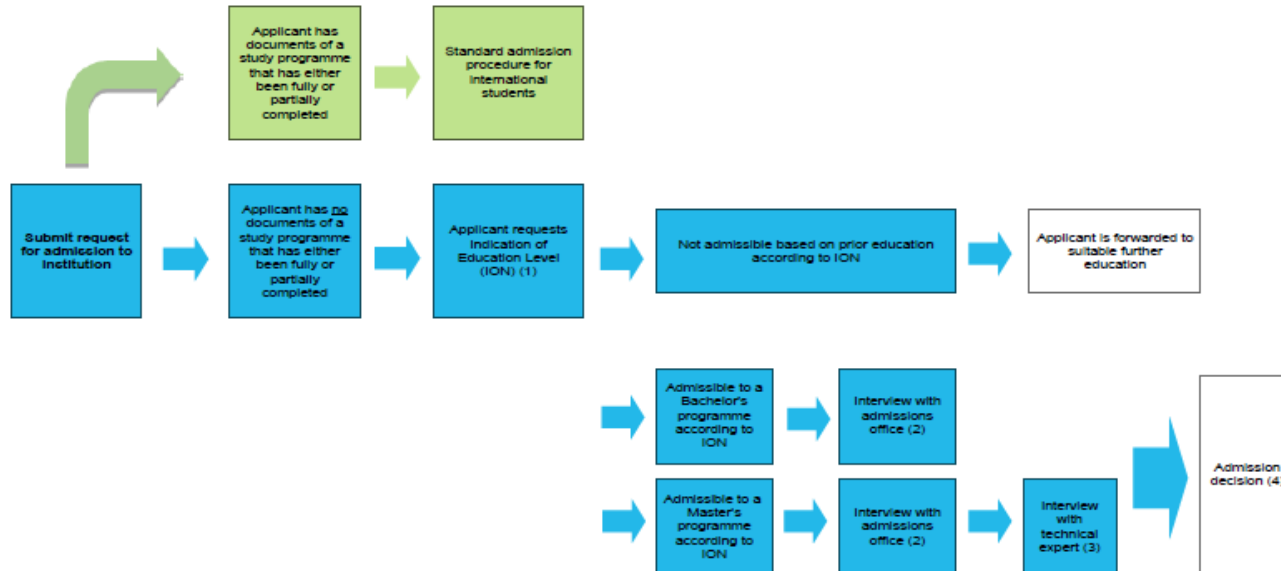 Applicant has
documents of a
study programme
that has either
been fully or
partially
completed
Standard admission
procedure for
international
students
Submit request
for admission to
institution
Applicant has no
documents of a
study programme
that has either
been fully or
partially
completed
Applicant requests
Indication of
Education Level
(ION) (1)
Not admissible based on prior education
according to ION
Applicant is forwarded to
suitable further
education
Admissible to a
Bachelor's
programme
according to
ION
Interview with
admissions
office (2)
Admissible to a
Master's
programme
according to
ION
Interview with
admissions
office (2)
Interview
with
technical
expert (3)
Admission
decision (4)